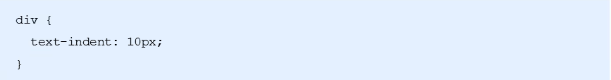 div {
  text-indent: 10px;
}